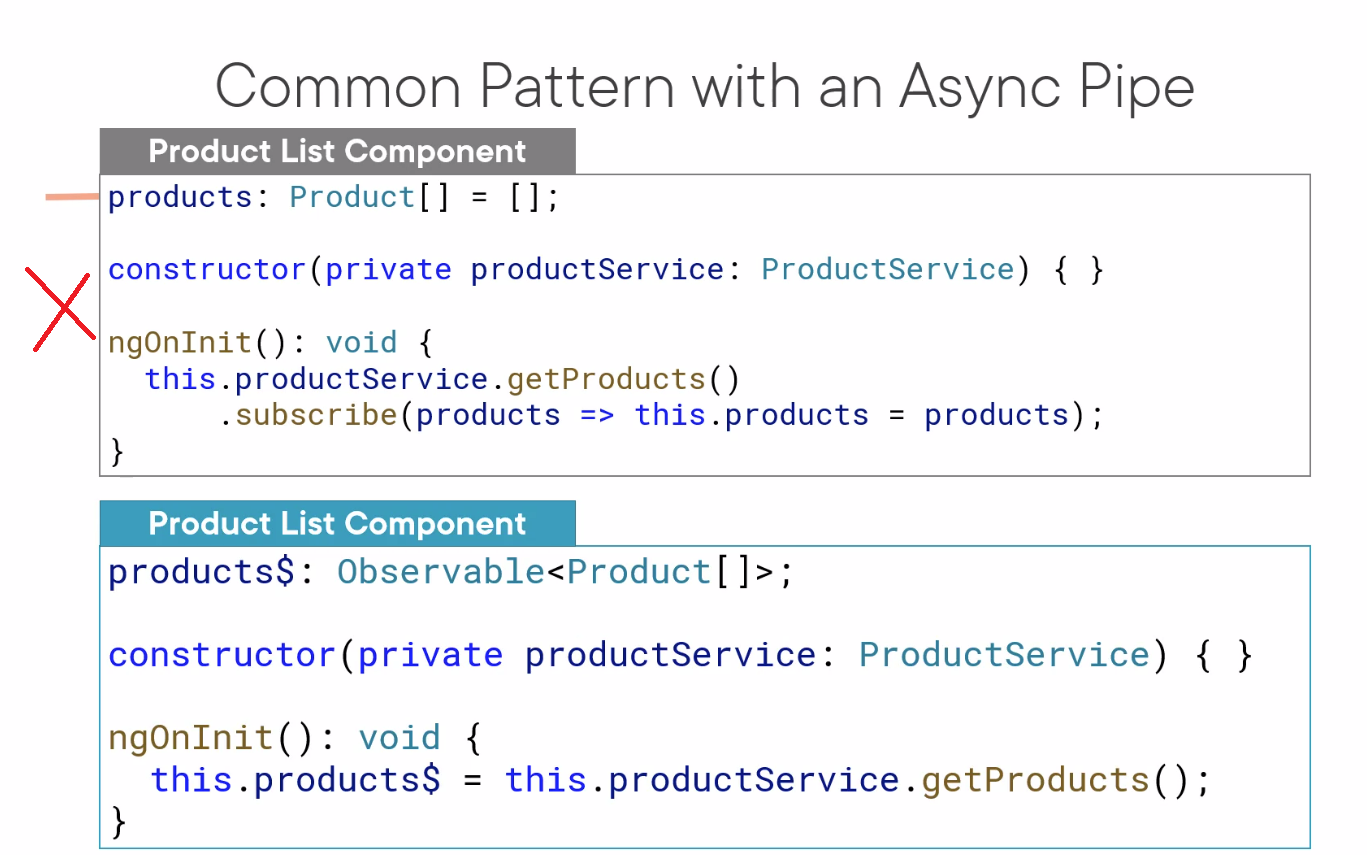 Common Pattern with an Async Pipe
Product List Component
products: Product[] = [];
constructor(private productService: ProductService) { }
ngOnInit(): void {
  this.productService.getProducts()
      .subscribe(products => this.products = products);
}
Product List Component
products$: Observable<Product[]>;
constructor(private productService: ProductService) { }
ngOnInit(): void {
  this.products$ = this.productService.getProducts();
}